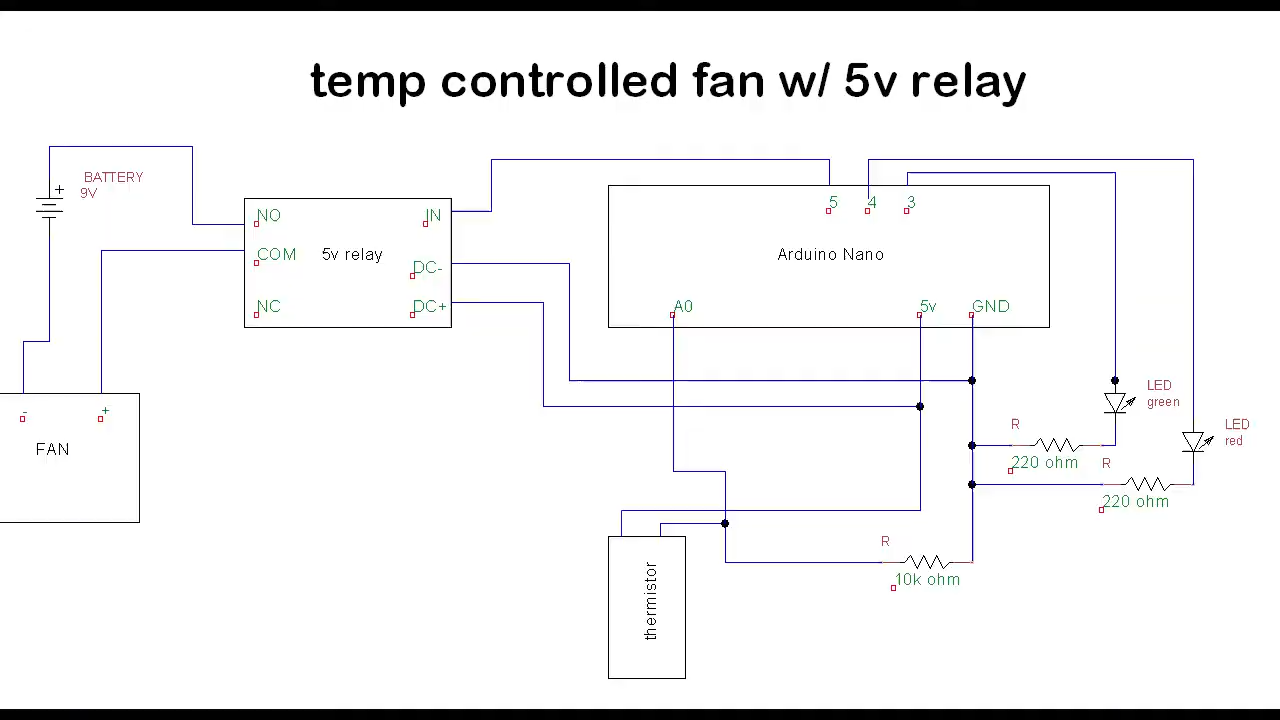 temp controlled fan w/ 5v relay
BATTERY
9V
+
NO
COM
NC
5v relay
IN
DC-
DC+
5
4
3
Arduino Nano
A0
5v
GND
-
+
FAN
LED
green
LED
red
R
220 ohm
R
220 ohm
R
10k ohm
thermistor